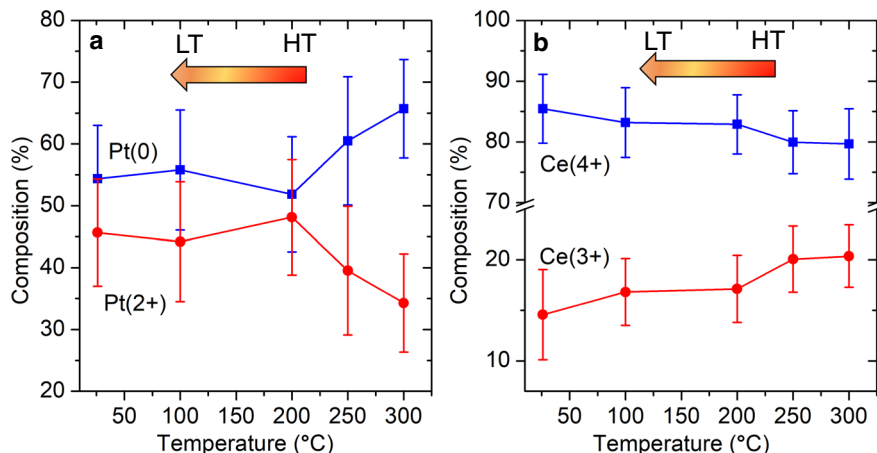 a
LT HT
Pt(0)
Pt(2+)
Composition (%)
80
70
60
50
40
30
20
50 100 150 200 250 300
Temperature (°C)
b
LT HT
Ce(4+)
Ce(3+)
Composition (%)
100
90
80
70
20
10
50 100 150 200 250 300
Temperature (°C)